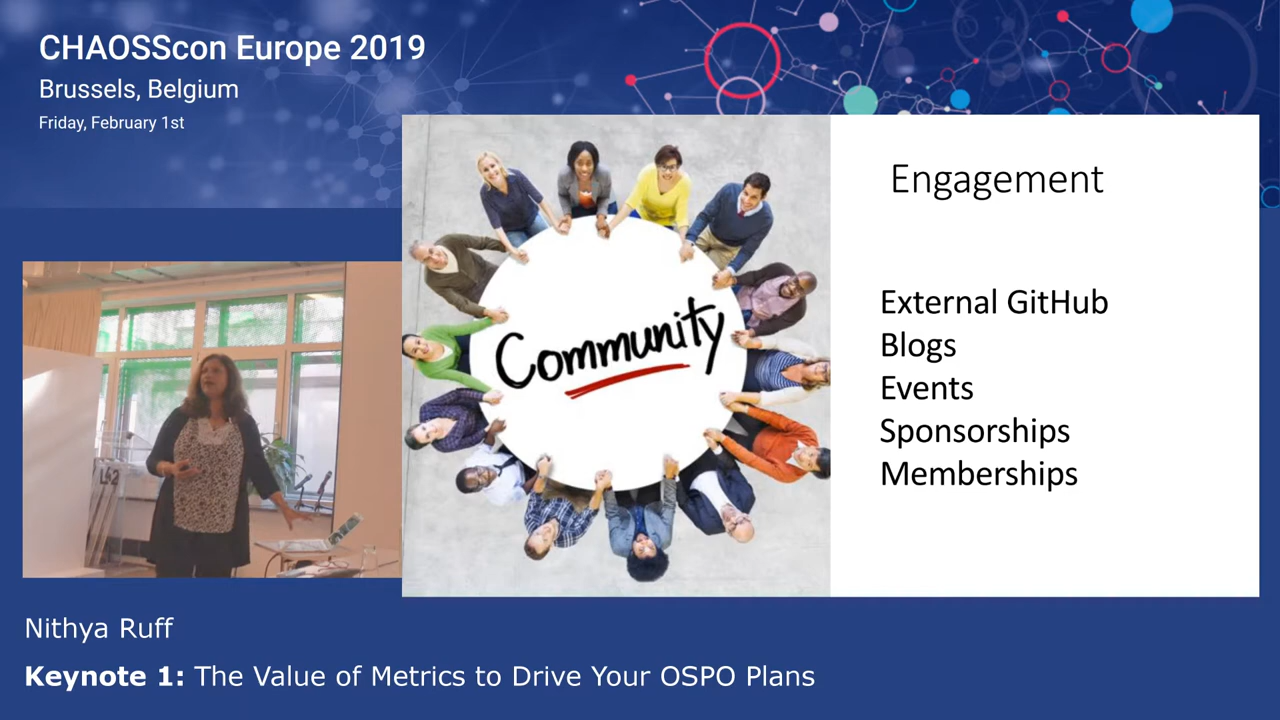 CHAOSScon Europe 2019
Brussels, Belgium
Friday, February 1st
Community
Engagement
External GitHub
Blogs
Events
Sponsorships
Memberships
L42
Nithya Ruff
Keynote 1: The Value of Metrics to Drive Your OSPO Plans